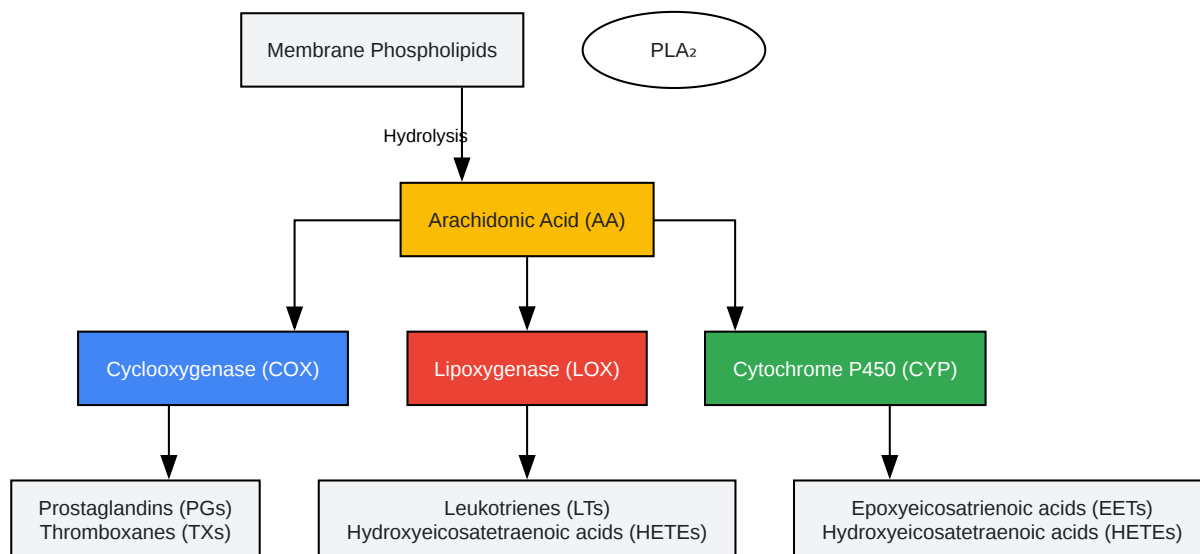 Membrane Phospholipids
PLA₂
Hydrolysis
Arachidonic Acid (AA)
Cyclooxygenase (COX)
Lipoxygenase (LOX)
Cytochrome P450 (CYP)
Prostaglandins (PGs)
Thromboxanes (TXs)
Leukotrienes (LTs)
Hydroxyeicosatetraenoic acids (HETEs)
Epoxyeicosatrienoic acids (EETs)
Hydroxyeicosatetraenoic acids (HETEs)